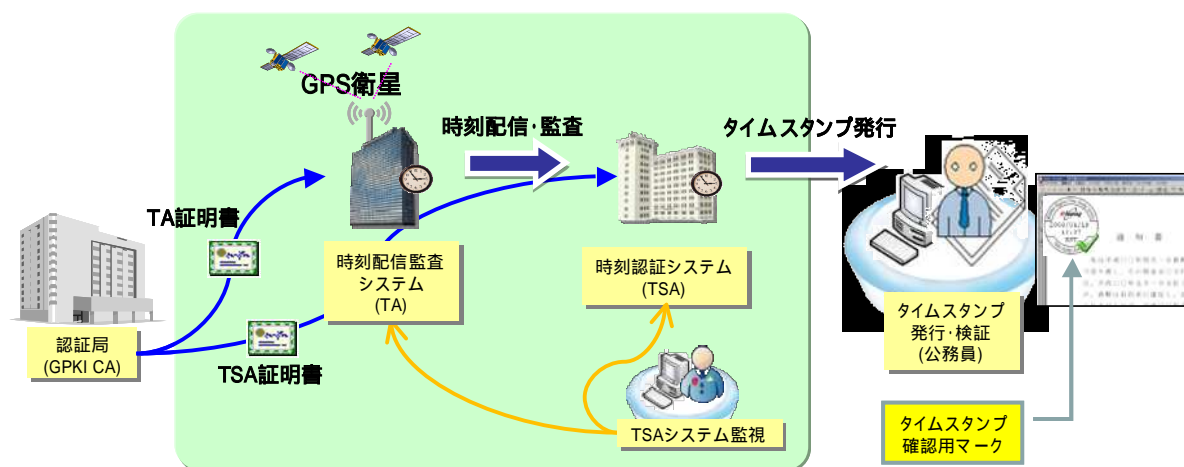 GPS衛星
時刻配信・監査
タイムスタンプ発行
TA証明書
時刻配信監査
システム
(TA)
時刻認証システム
(TSA)
タイムスタンプ
発行・検証
(公務員)
認証局
(GPKI CA)
TSA証明書
TSAシステム監視
タイムスタンプ
確認用マーク